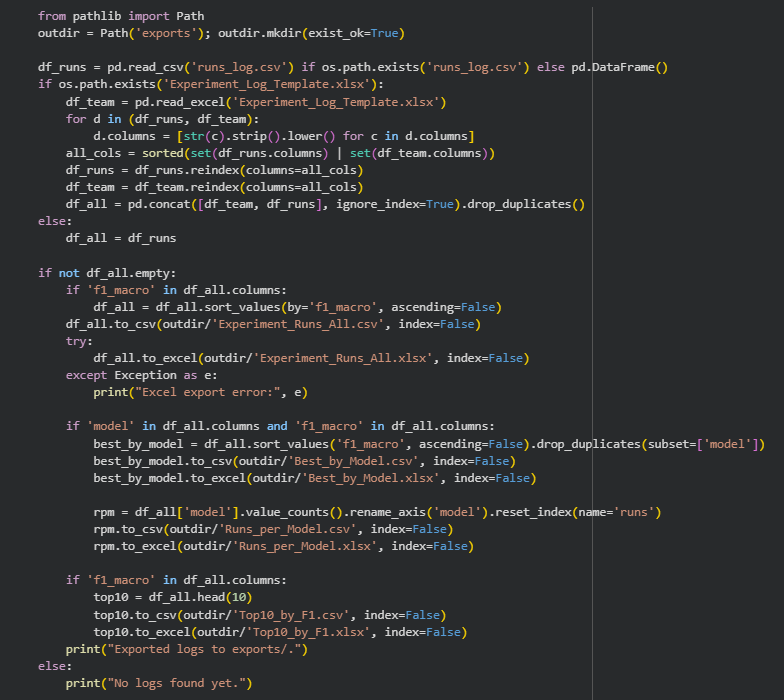 from pathlib import Path
outdir = Path('exports'); outdir.mkdir(exist_ok=True)

df_runs = pd.read_csv('runs_log.csv') if os.path.exists('runs_log.csv') else pd.DataFrame()
if os.path.exists('Experiment_Log_Template.xlsx'):
    df_team = pd.read_excel('Experiment_Log_Template.xlsx')
    for d in (df_runs, df_team):
        d.columns = [str(c).strip().lower() for c in d.columns]
    all_cols = sorted(set(df_runs.columns) | set(df_team.columns))
    df_runs = df_runs.reindex(columns=all_cols)
    df_team = df_team.reindex(columns=all_cols)
    df_all = pd.concat([df_team, df_runs], ignore_index=True).drop_duplicates()
else:
    df_all = df_runs

if not df_all.empty:
    if 'f1_macro' in df_all.columns:
        df_all = df_all.sort_values(by='f1_macro', ascending=False)
    df_all.to_csv(outdir/'Experiment_Runs_All.csv', index=False)
    try:
        df_all.to_excel(outdir/'Experiment_Runs_All.xlsx', index=False)
    except Exception as e:
        print("Excel export error:", e)

    if 'model' in df_all.columns and 'f1_macro' in df_all.columns:
        best_by_model = df_all.sort_values('f1_macro', ascending=False).drop_duplicates(subset=['model'])
        best_by_model.to_csv(outdir/'Best_by_Model.csv', index=False)
        best_by_model.to_excel(outdir/'Best_by_Model.xlsx', index=False)

        rpm = df_all['model'].value_counts().rename_axis('model').reset_index(name='runs')
        rpm.to_csv(outdir/'Runs_per_Model.csv', index=False)
        rpm.to_excel(outdir/'Runs_per_Model.xlsx', index=False)

    if 'f1_macro' in df_all.columns:
        top10 = df_all.head(10)
        top10.to_csv(outdir/'Top10_by_F1.csv', index=False)
        top10.to_excel(outdir/'Top10_by_F1.xlsx', index=False)
    print("Exported logs to exports/.")
else:
    print("No logs found yet.")